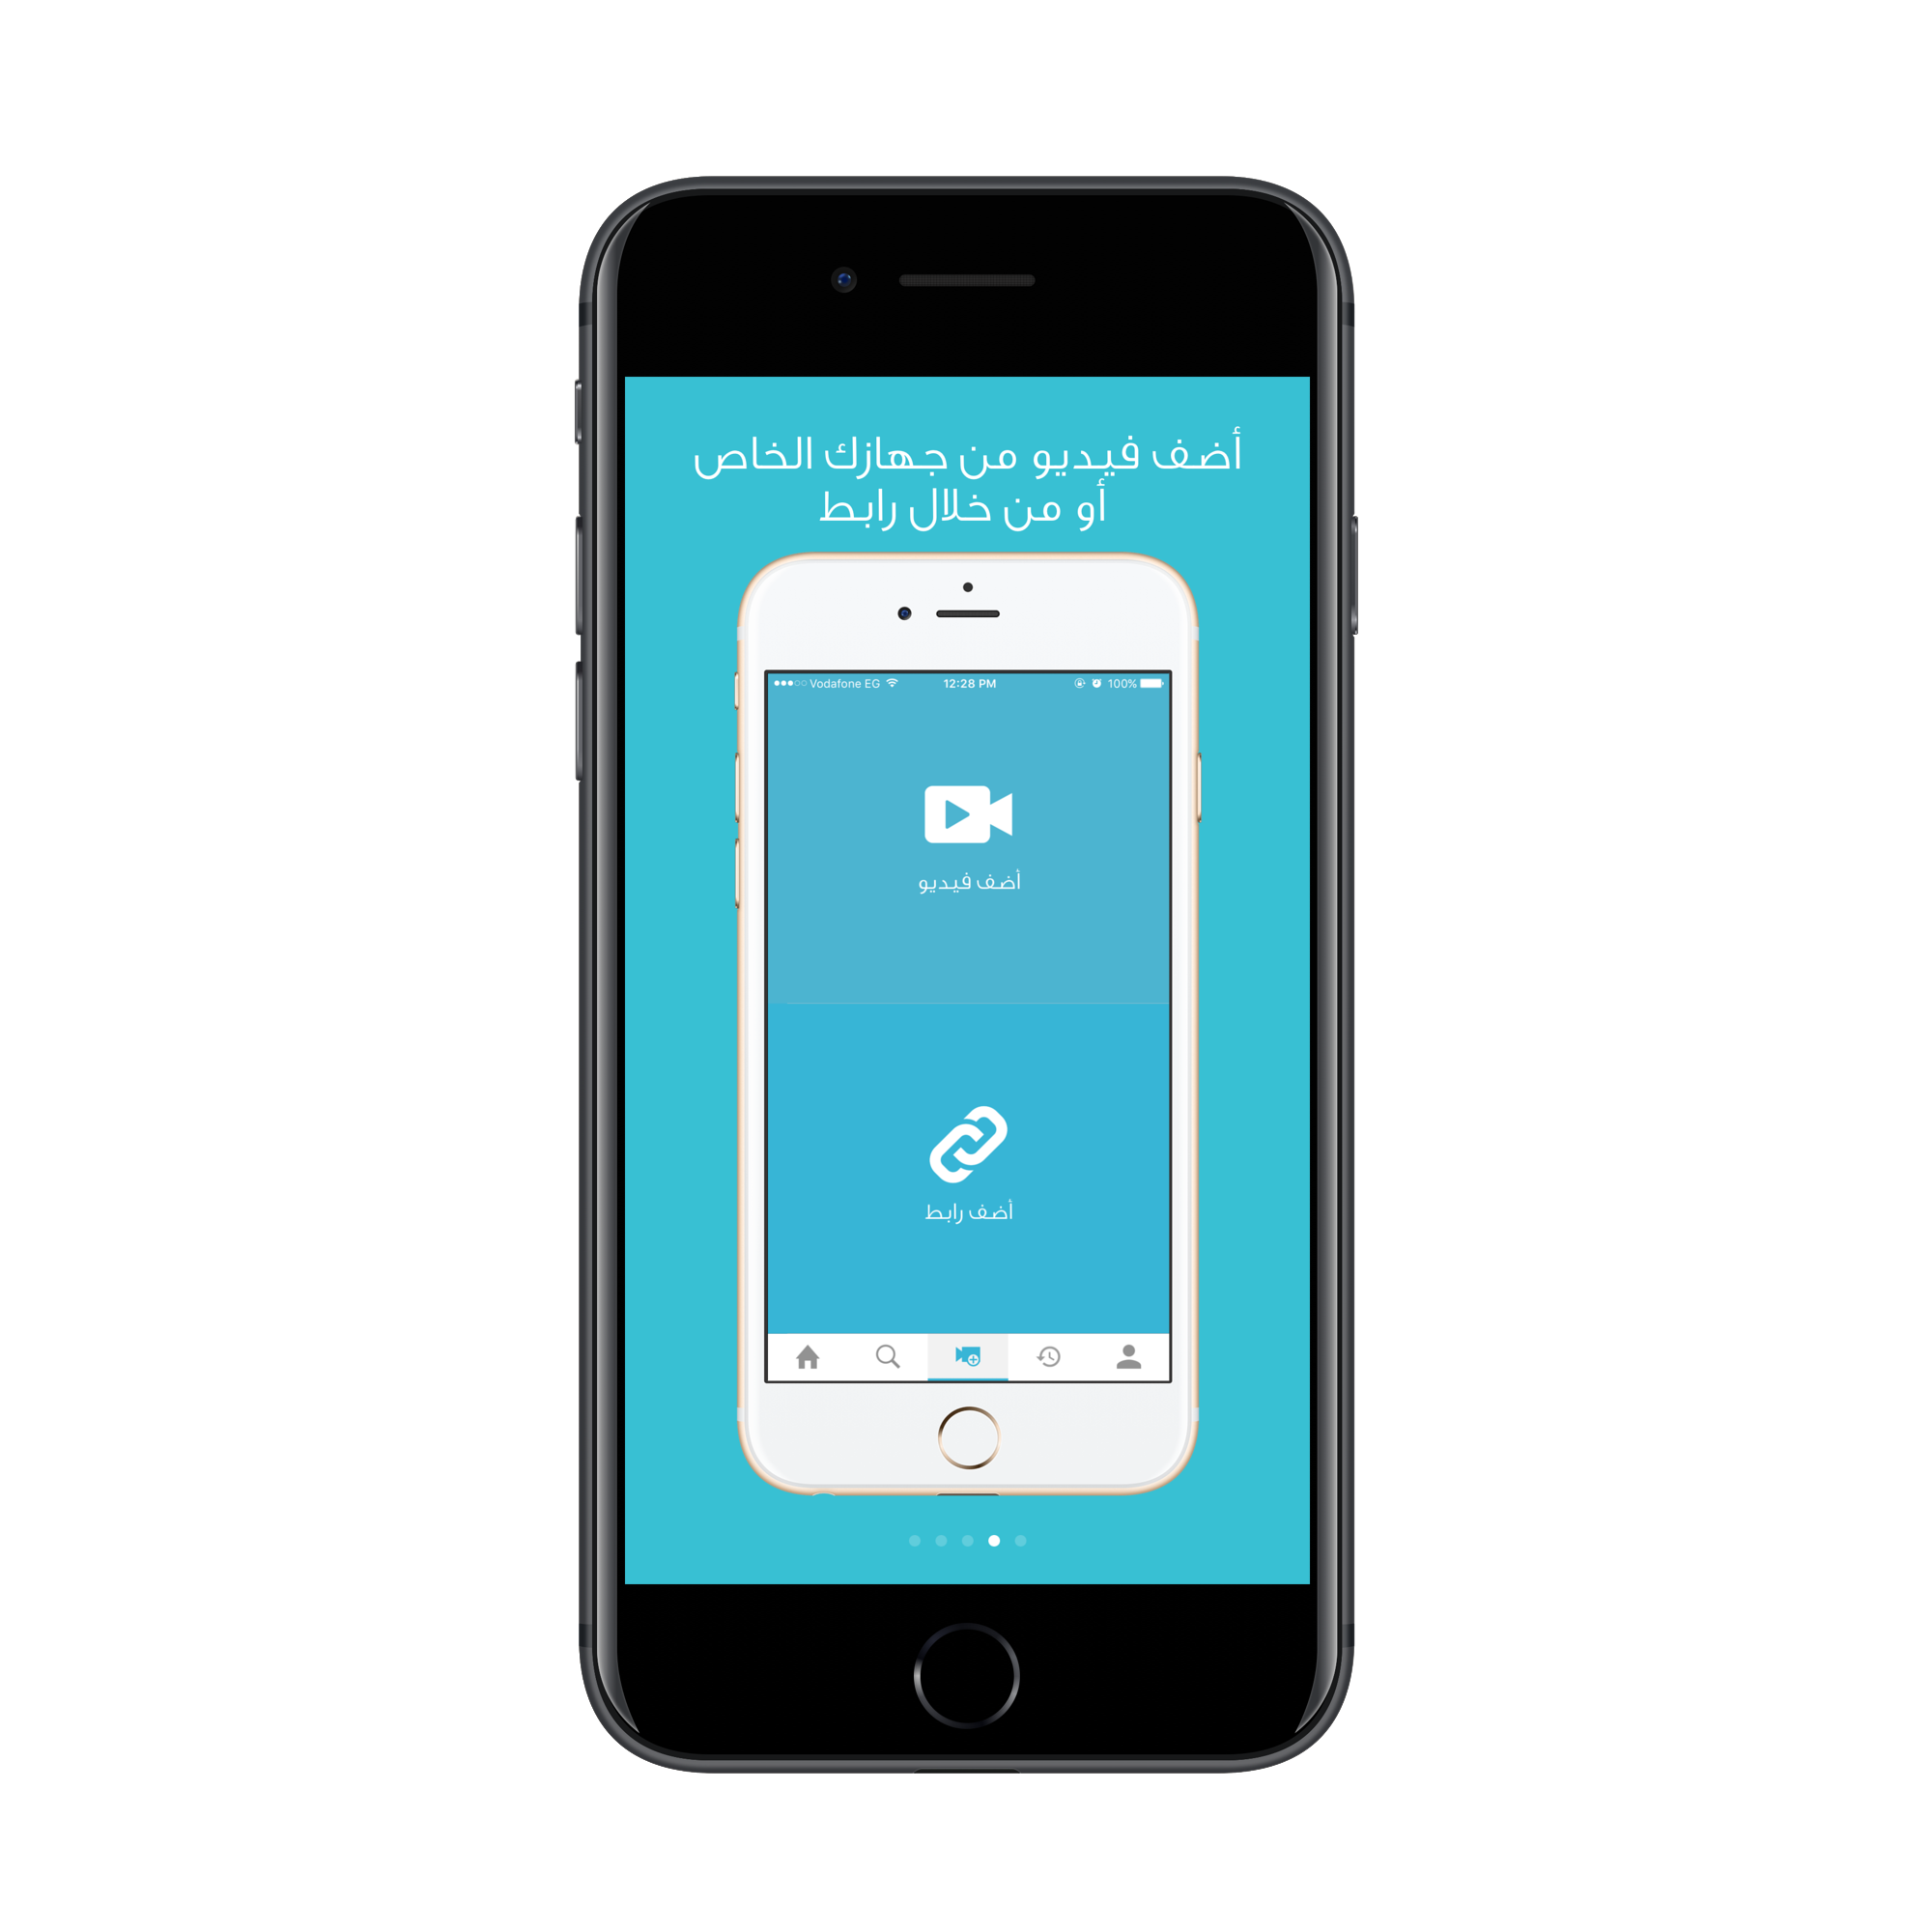 أضف فيديو من جهازك الخاص
أو من خلال رابط
Vodafone EG 12:28 PM 100%
أضف فيديو
أضف رابط